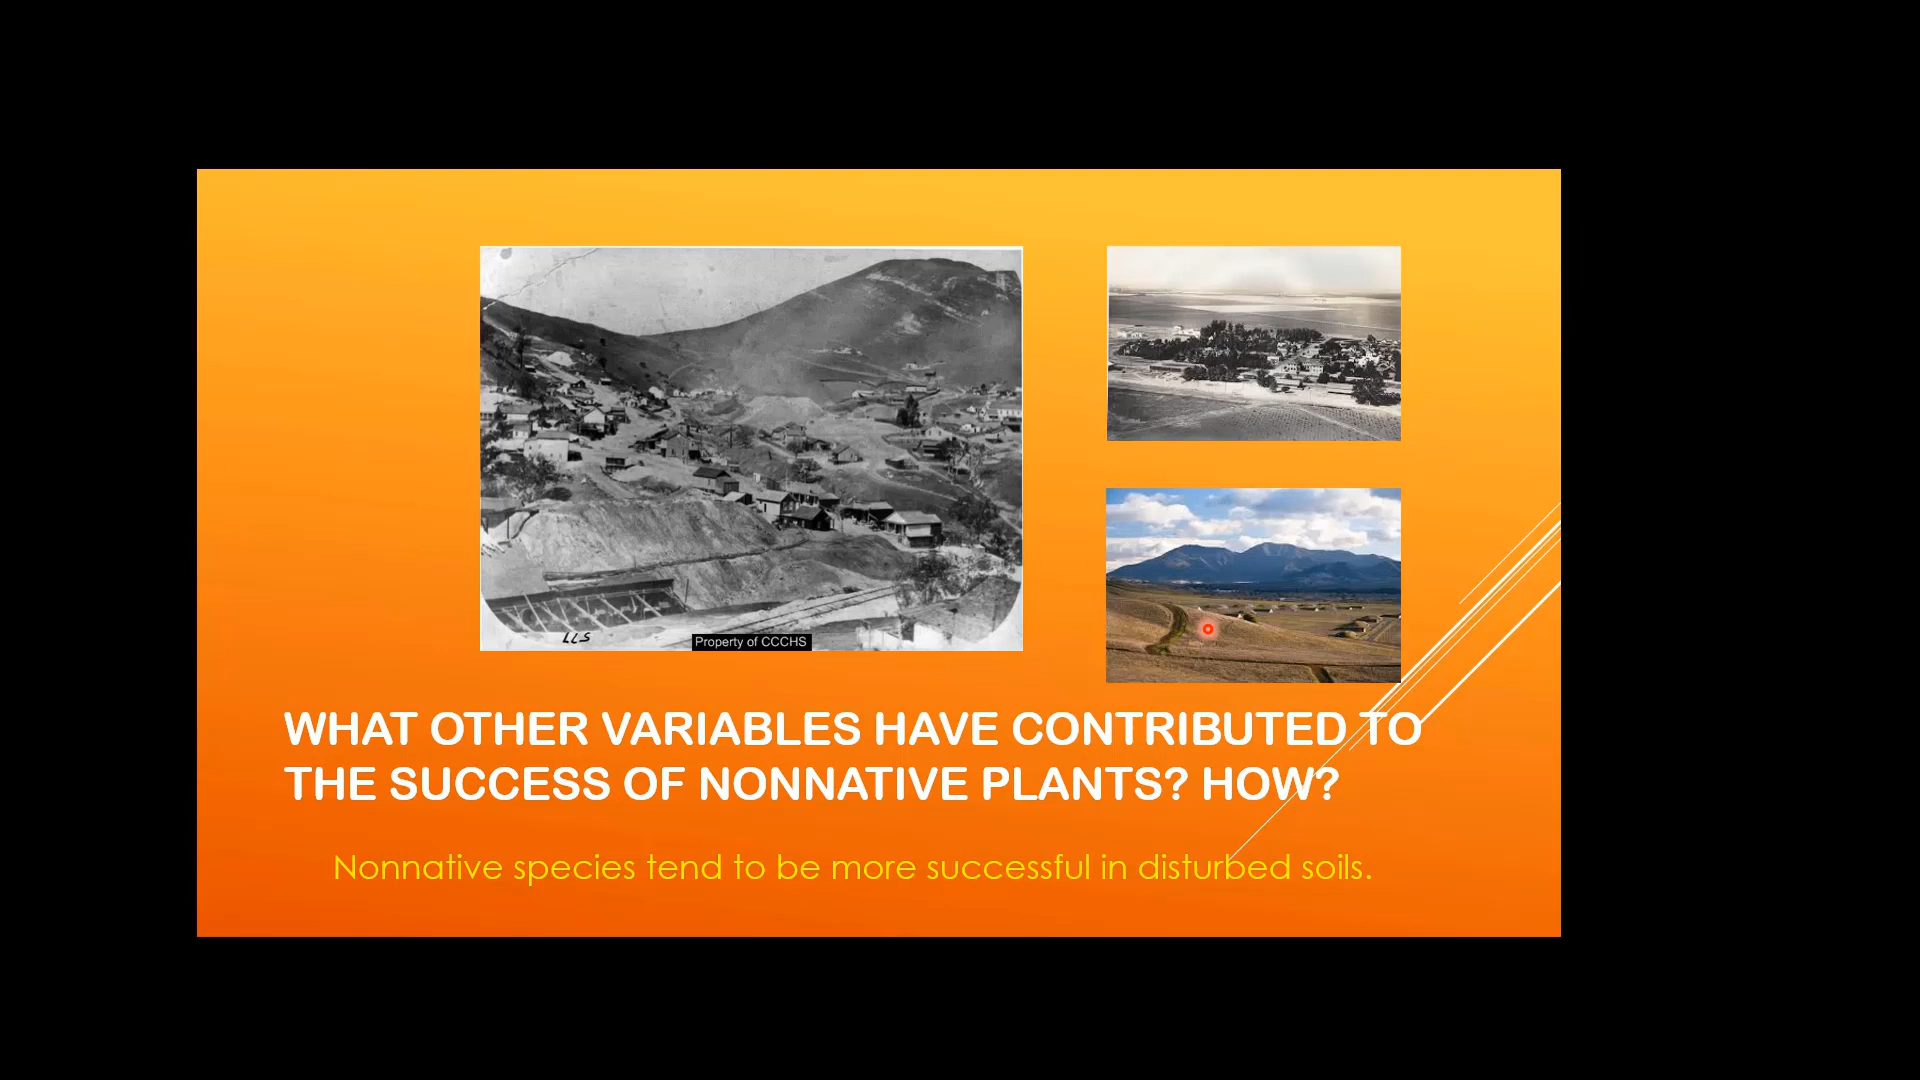 LLS
Property of CCCHS
WHAT OTHER VARIABLES HAVE CONTRIBUTED TO
THE SUCCESS OF NONNATIVE PLANTS? HOW?
Nonnative species tend to be more successful in disturbed soils.